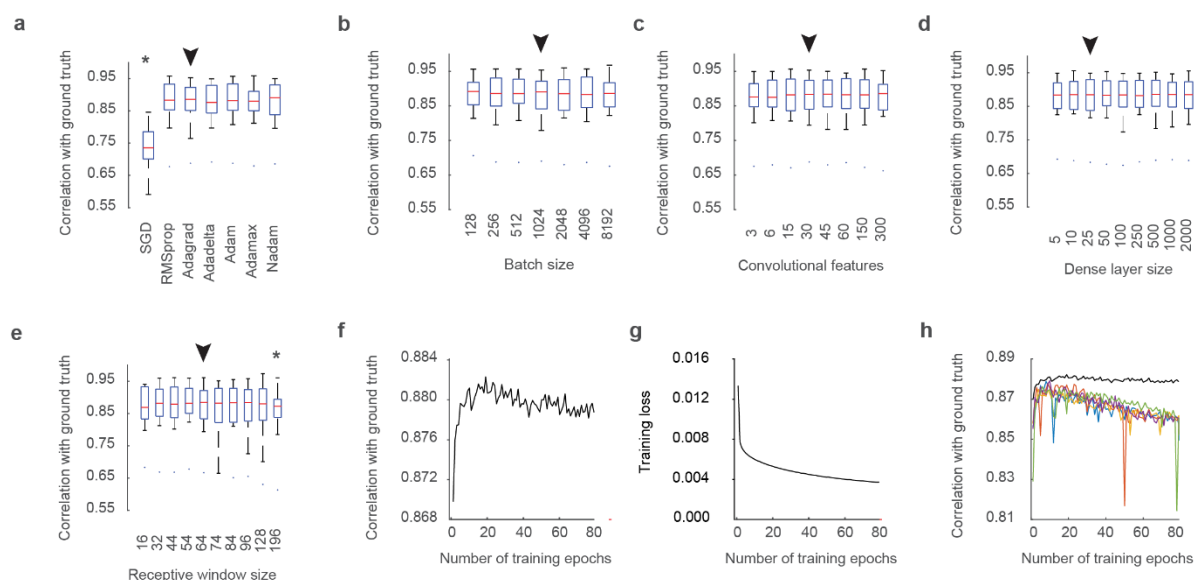 a
Correlation with ground truth
0.95
0.85
0.75
0.65
0.55
*
SGD
RMSprop
Adagrad
Adadelta
Adam
Adamax
Nadam
b
Correlation with ground truth
0.95
0.85
0.75
0.65
0.55
128
256
512
1024
2048
4096
8192
Batch size
c
Correlation with ground truth
0.95
0.85
0.75
0.65
0.55
3
6
15
30
45
60
150
300
Convolutional features
d
Correlation with ground truth
0.95
0.85
0.75
0.65
0.55
5
10
25
50
100
250
500
1000
2000
Dense layer size
e
Correlation with ground truth
0.95
0.85
0.75
0.65
0.55
*
16
32
44
54
64
74
84
96
128
196
Receptive window size
f
Correlation with ground truth
0.884
0.880
0.876
0.872
0.868
0 20 40 60 80
Number of training epochs
g
Training loss
0.016
0.012
0.008
0.004
0.000
0 20 40 60 80
Number of training epochs
h
Correlation with ground truth
0.89
0.87
0.85
0.83
0.81
0 20 40 60 80
Number of training epochs